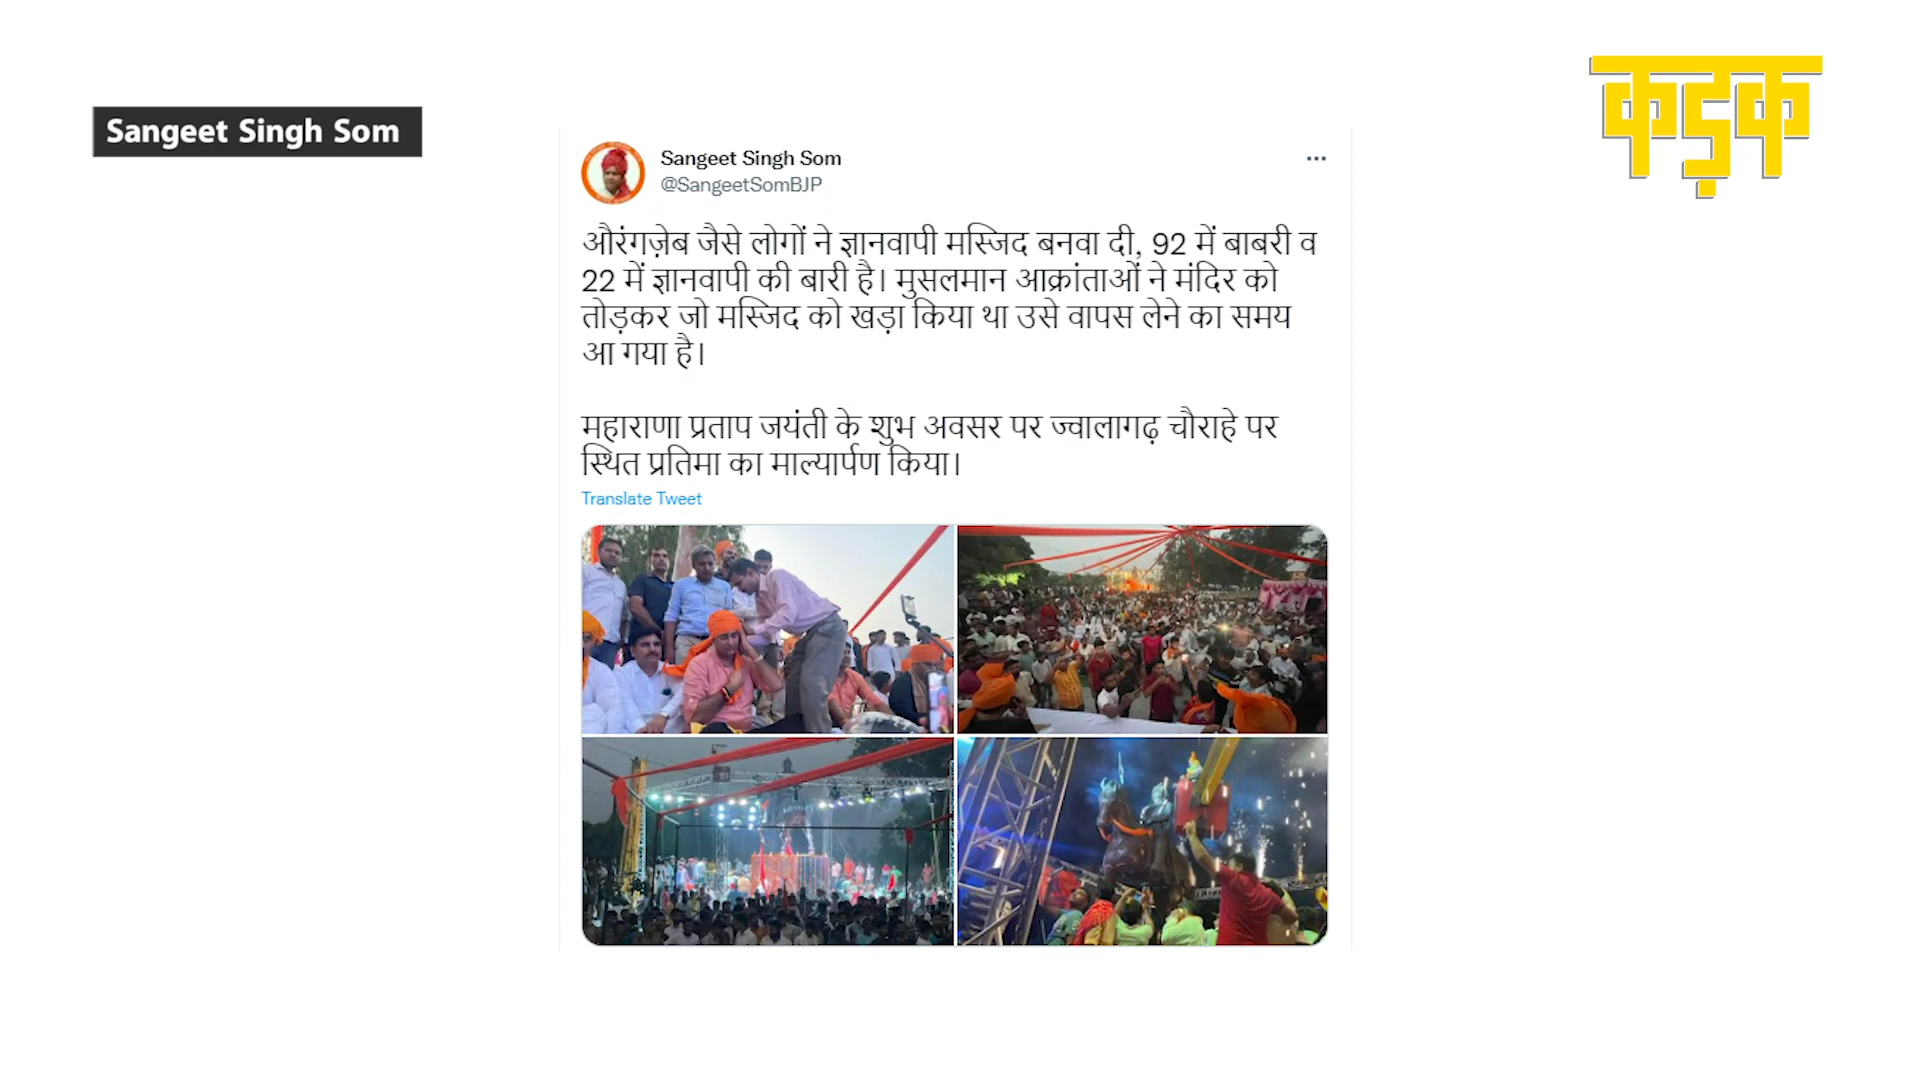 Sangeet Singh Som
कड़क
Sangeet Singh Som
@SangeetSomBJP
औरंगज़ेब जैसे लोगों ने ज्ञानवापी मस्जिद बनवा दी, 92 में बाबरी व
22 में ज्ञानवापी की बारी है। मुसलमान आक्रांताओं ने मंदिर को
तोड़कर जो मस्जिद को खड़ा किया था उसे वापस लेने का समय
आ गया है।
महाराणा प्रताप जयंती के शुभ अवसर पर ज्वालागढ़ चौराहे पर
स्थित प्रतिमा का माल्यार्पण किया।
Translate Tweet